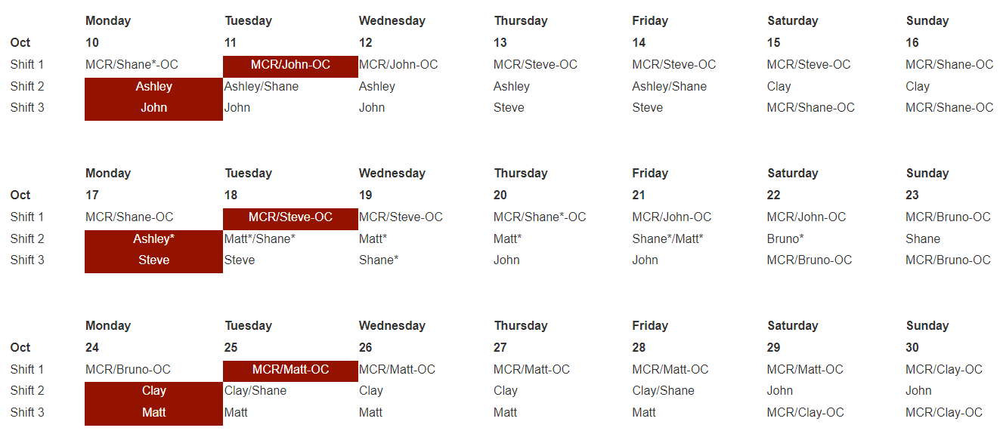 Monday Tuesday Wednesday Thursday Friday Saturday Sunday
Oct 10 11 12 13 14 15 16
Shift 1 MCR/Shane*-OC MCR/John-OC MCR/John-OC MCR/Steve-OC MCR/Steve-OC MCR/Steve-OC MCR/Shane-OC
Shift 2 Ashley Ashley/Shane Ashley Ashley Ashley/Shane Clay Clay
Shift 3 John John John Steve Steve MCR/Shane-OC MCR/Shane-OC
Monday Tuesday Wednesday Thursday Friday Saturday Sunday
Oct 17 18 19 20 21 22 23
Shift 1 MCR/Shane-OC MCR/Steve-OC MCR/Steve-OC MCR/Shane*-OC MCR/John-OC MCR/John-OC MCR/Bruno-OC
Shift 2 Ashley* Matt*/Shane* Matt* Matt* Shane*/Matt* Bruno* Shane
Shift 3 Steve Steve Shane* John John MCR/Bruno-OC MCR/Bruno-OC
Monday Tuesday Wednesday Thursday Friday Saturday Sunday
Oct 24 25 26 27 28 29 30
Shift 1 MCR/Bruno-OC MCR/Matt-OC MCR/Matt-OC MCR/Matt-OC MCR/Matt-OC MCR/Matt-OC MCR/Clay-OC
Shift 2 Clay Clay/Shane Clay Clay Clay/Shane John John
Shift 3 Matt Matt Matt Matt Matt MCR/Clay-OC MCR/Clay-OC